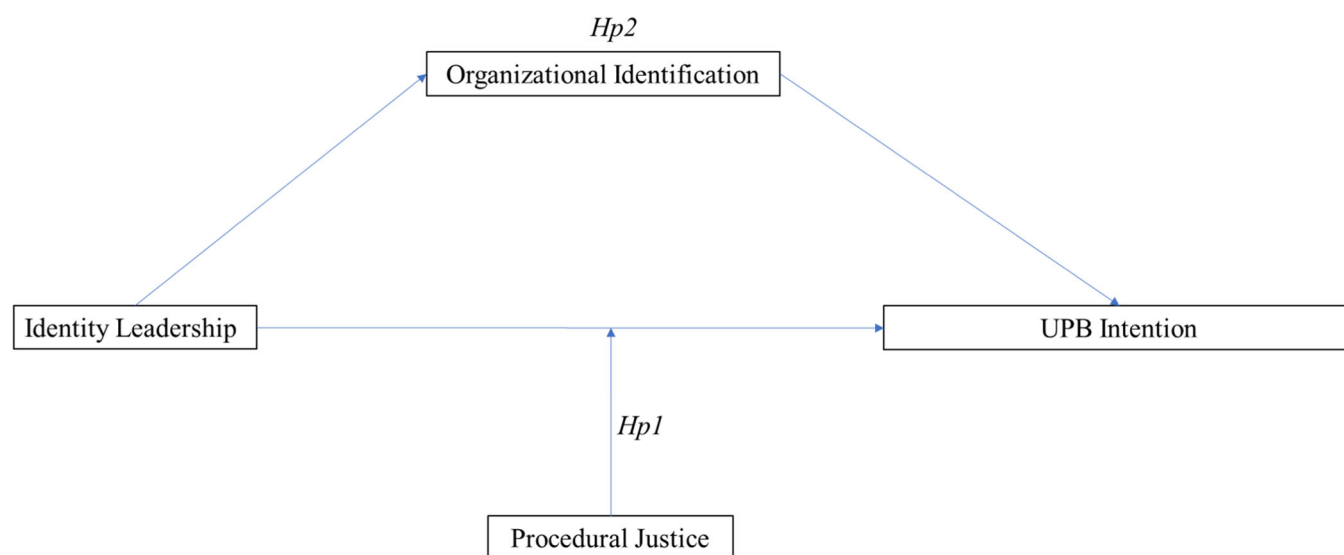 Hp2
Organizational Identification
Identity Leadership
UPB Intention
Hp1
Procedural Justice